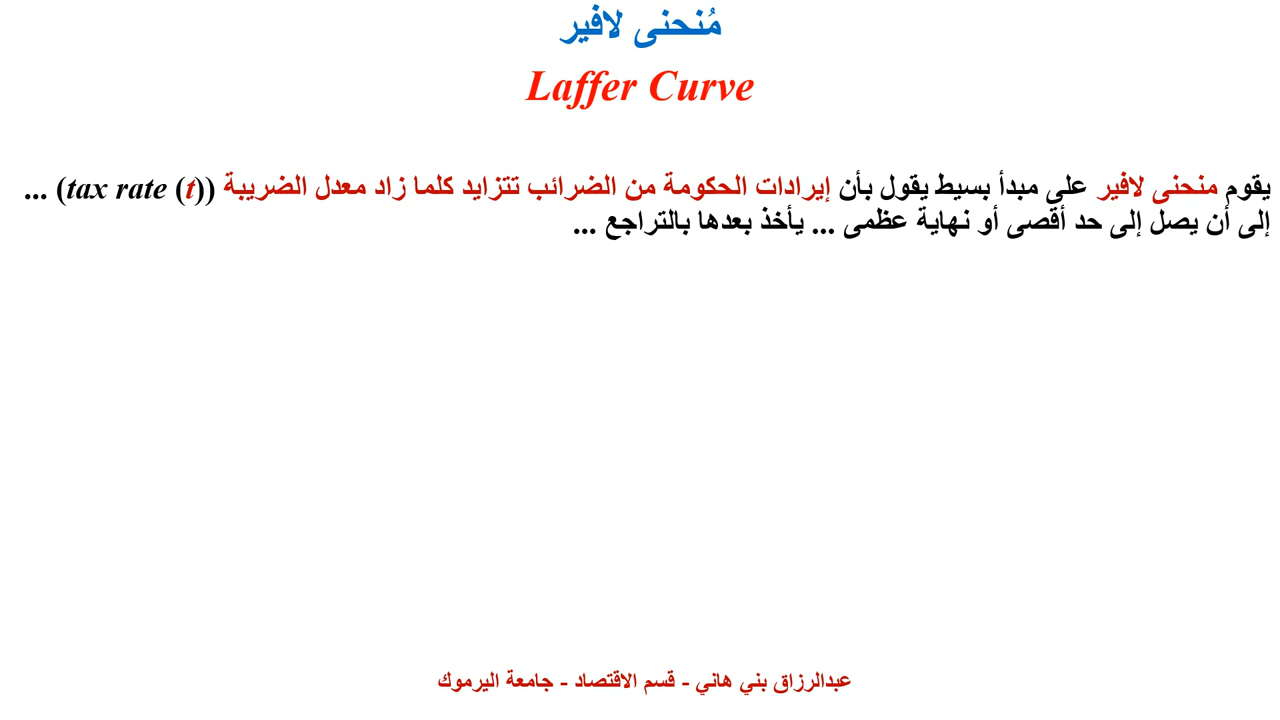 مُنحنى لافير
Laffer Curve
يقوم منحنى لافير على مبدأ بسيط يقول بأن إيرادات الحكومة من الضرائب تتزايد كلما زاد معدل الضريبة (tax rate (t)) ...
إلى أن يصل إلى حد أقصى أو نهاية عظمى ... يأخذ بعدها بالتراجع ...
عبدالرزاق بني هاني - قسم الاقتصاد - جامعة اليرموك